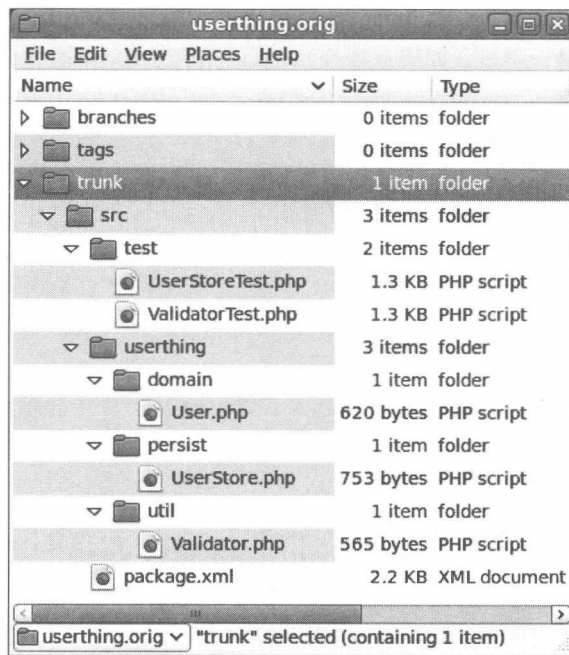 userthing.orig
File Edit View Places Help
Name Size Type
branches 0 items folder
tags 0 items folder
trunk 1 item folder
src 3 items folder
test 2 items folder
UserStoreTest.php 1.3 KB PHP script
ValidatorTest.php 1.3 KB PHP script
userthing 3 items folder
domain 1 item folder
User.php 620 bytes PHP script
persist 1 item folder
UserStore.php 753 bytes PHP script
util 1 item folder
Validator.php 565 bytes PHP script
package.xml 2.2 KB XML document
userthing.orig "trunk" selected (containing 1 item)